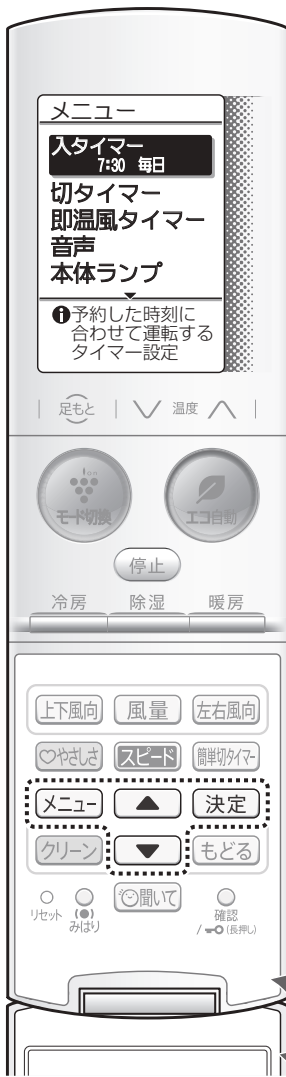 メニュー
入タイマー
7:30 毎日
切タイマー
即温風タイマー
音声
本体ランプ
❶予約した時刻に
合わせて運転する
タイマー設定
足もと 温度
ion
モード切換 エコ自動
停止
冷房 除湿 暖房
上下風向 風量 左右風向
♡やさしさ スピード 簡単切タイマー
メニュー ▲ 決定
クリーン ▼ もどる
リセット みはり 聞いて 確認
/ (長押し)